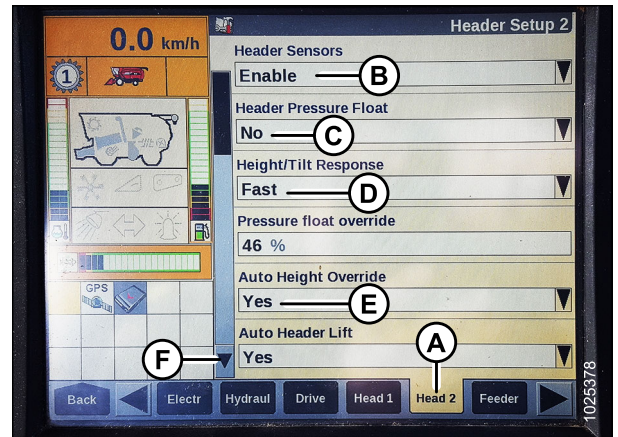 0.0 km/h
Header Setup 2
1
Header Sensors
Enable
B
Header Pressure Float
No
C
Height/Tilt Response
Fast
D
Pressure float override
46 %
Auto Height Override
Yes
E
GPS
Auto Header Lift
Yes
A
F
Back
Electr
Hydraul
Drive
Head 1
Head 2
Feeder
1025378